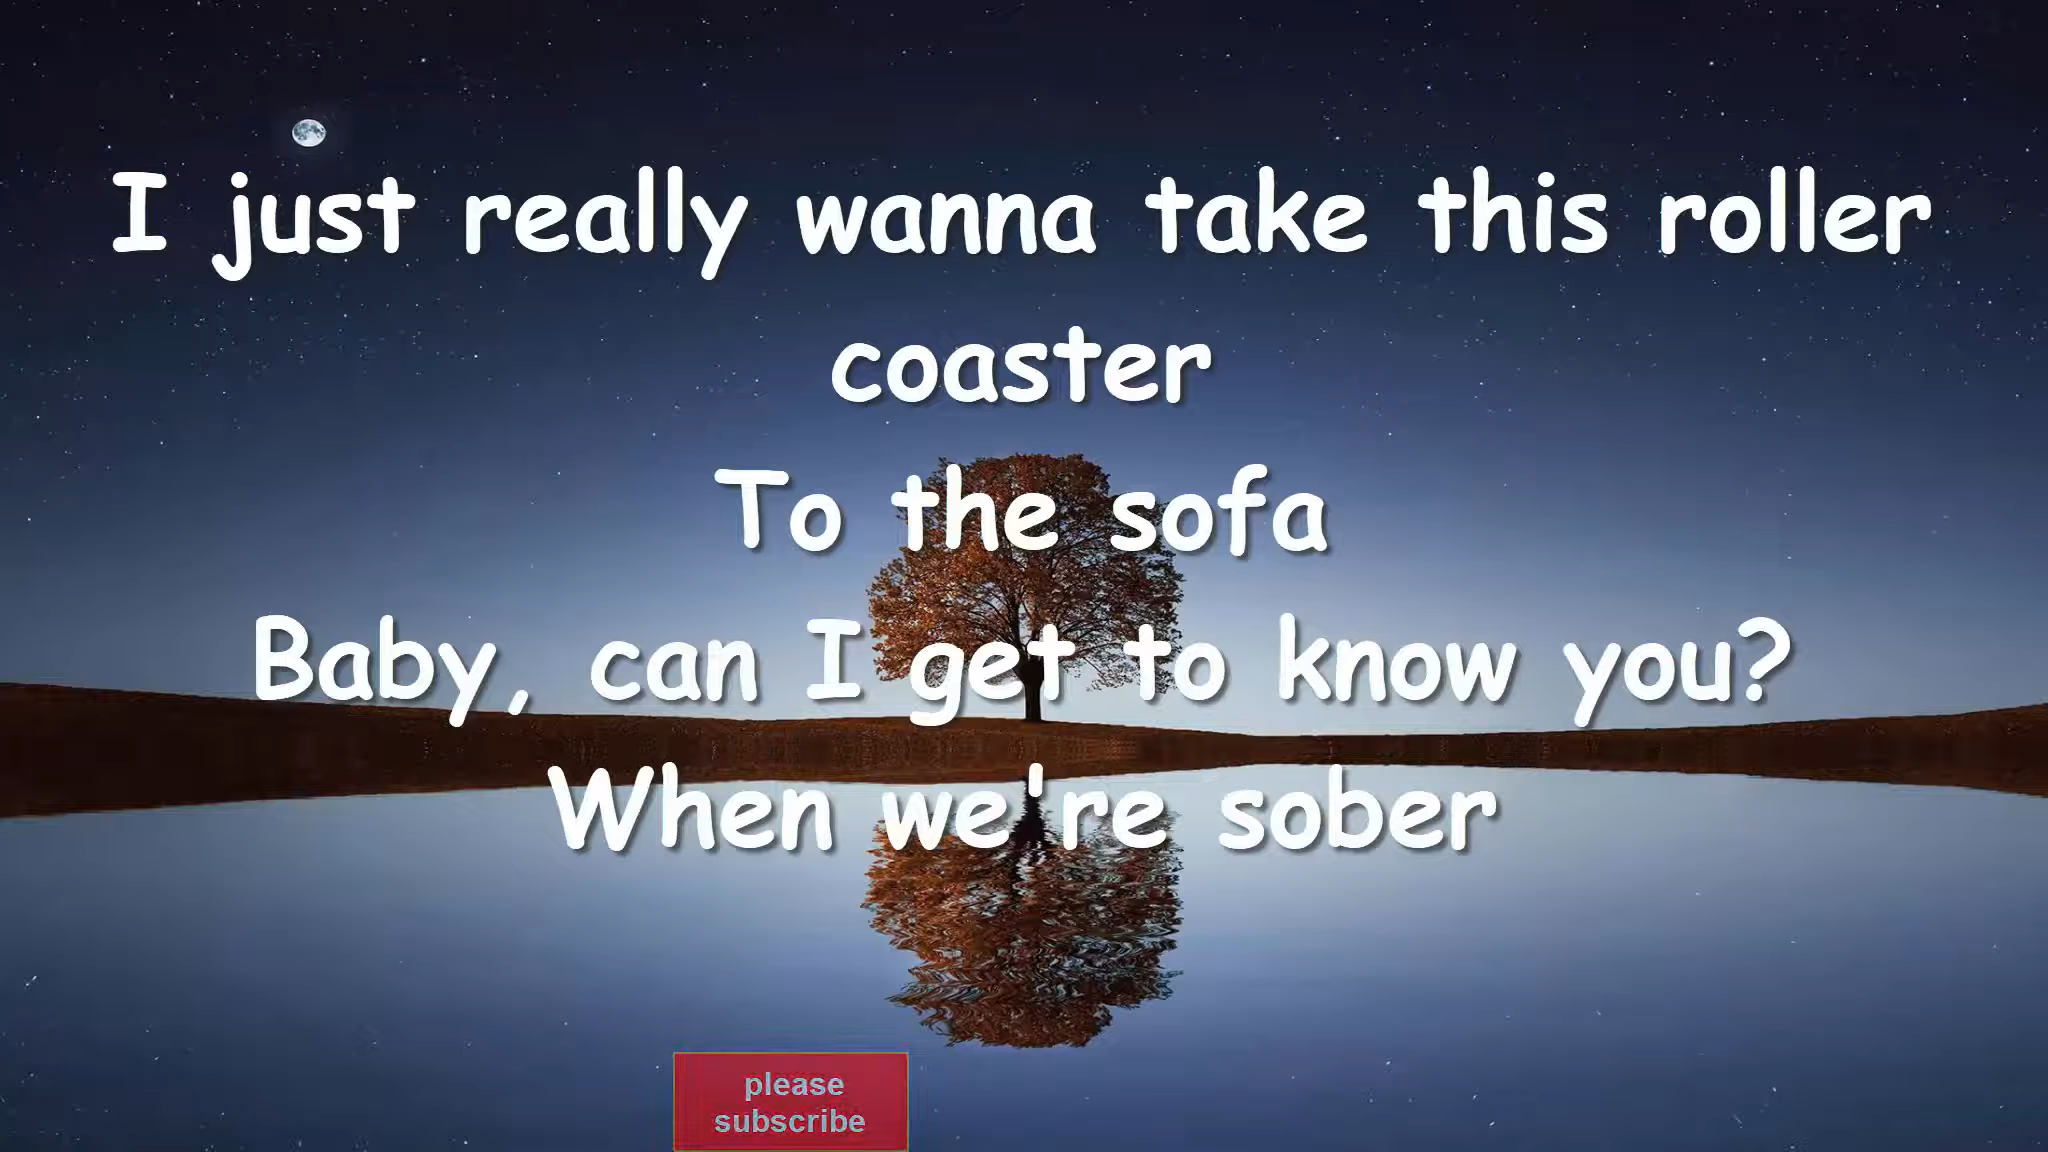 I just really wanna take this roller
coaster
To the sofa
Baby, can I get to know you?
When we're sober
please
subscribe